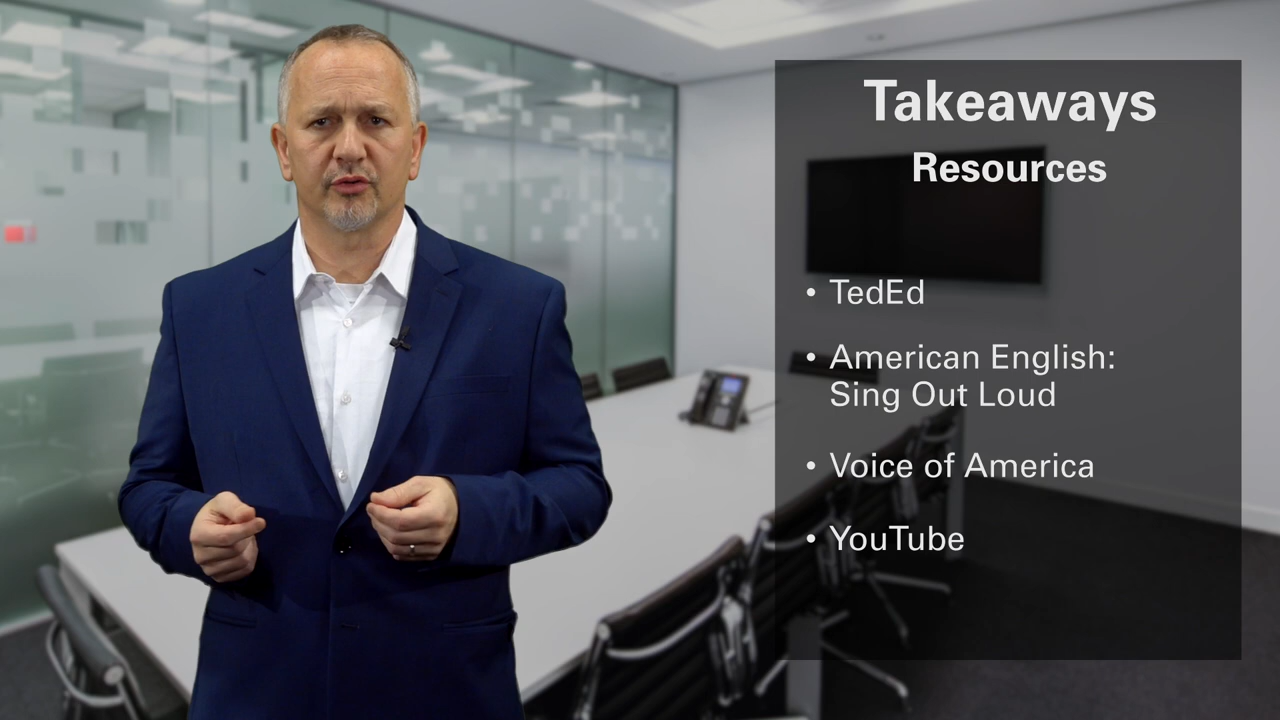 Takeaways
Resources
• TedEd
• American English:
Sing Out Loud
• Voice of America
• YouTube